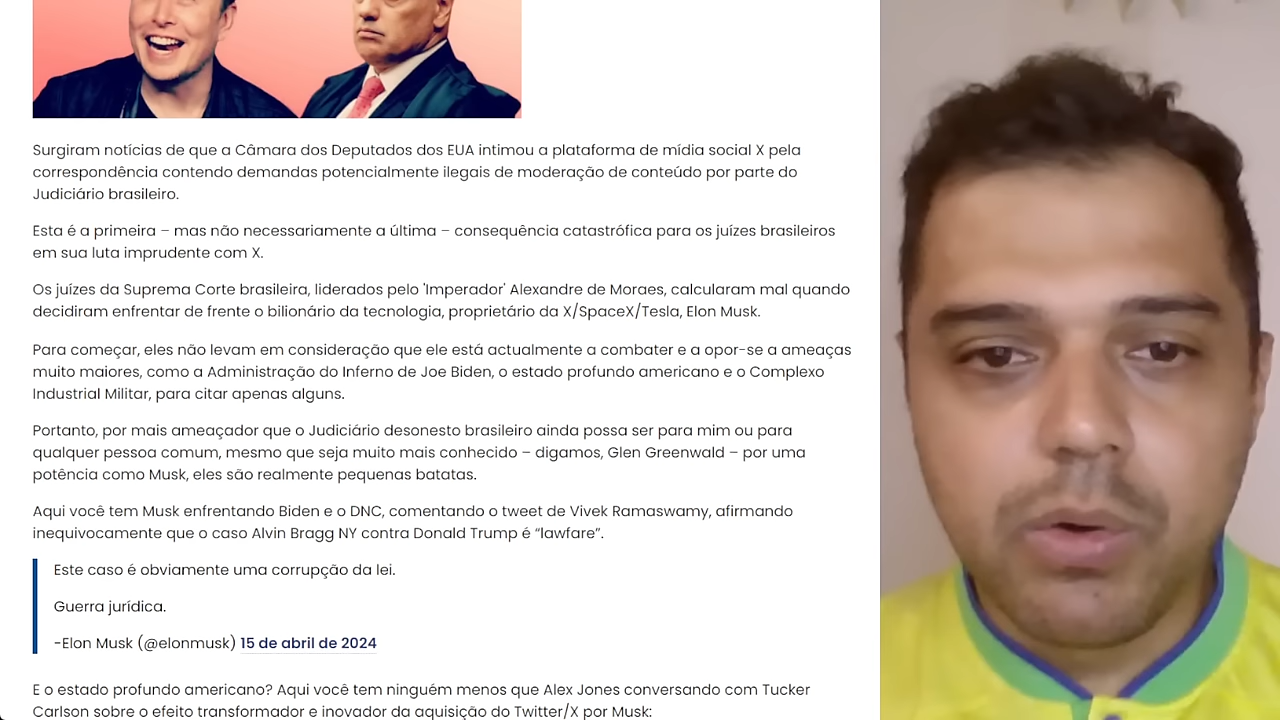 Surgiram notícias de que a Câmara dos Deputados dos EUA intimou a plataforma de mídia social X pela
correspondência contendo demandas potencialmente ilegais de moderação de conteúdo por parte do
Judiciário brasileiro.
Esta é a primeira – mas não necessariamente a última – consequência catastrófica para os juízes brasileiros
em sua luta imprudente com X.
Os juízes da Suprema Corte brasileira, liderados pelo 'Imperador' Alexandre de Moraes, calcularam mal quando
decidiram enfrentar de frente o bilionário da tecnologia, proprietário da X/SpaceX/Tesla, Elon Musk.
Para começar, eles não levam em consideração que ele está actualmente a combater e a opor-se a ameaças
muito maiores, como a Administração do Inferno de Joe Biden, o estado profundo americano e o Complexo
Industrial Militar, para citar apenas alguns.
Portanto, por mais ameaçador que o Judiciário desonesto brasileiro ainda possa ser para mim ou para
qualquer pessoa comum, mesmo que seja muito mais conhecido – digamos, Glen Greenwald – por uma
potência como Musk, eles são realmente pequenas batatas.
Aqui você tem Musk enfrentando Biden e o DNC, comentando o tweet de Vivek Ramaswamy, afirmando
inequivocamente que o caso Alvin Bragg NY contra Donald Trump é “lawfare”.
Este caso é obviamente uma corrupção da lei.
Guerra jurídica.
-Elon Musk (@elonmusk) 15 de abril de 2024
E o estado profundo americano? Aqui você tem ninguém menos que Alex Jones conversando com Tucker
Carlson sobre o efeito transformador e inovador da aquisição do Twitter/X por Musk: